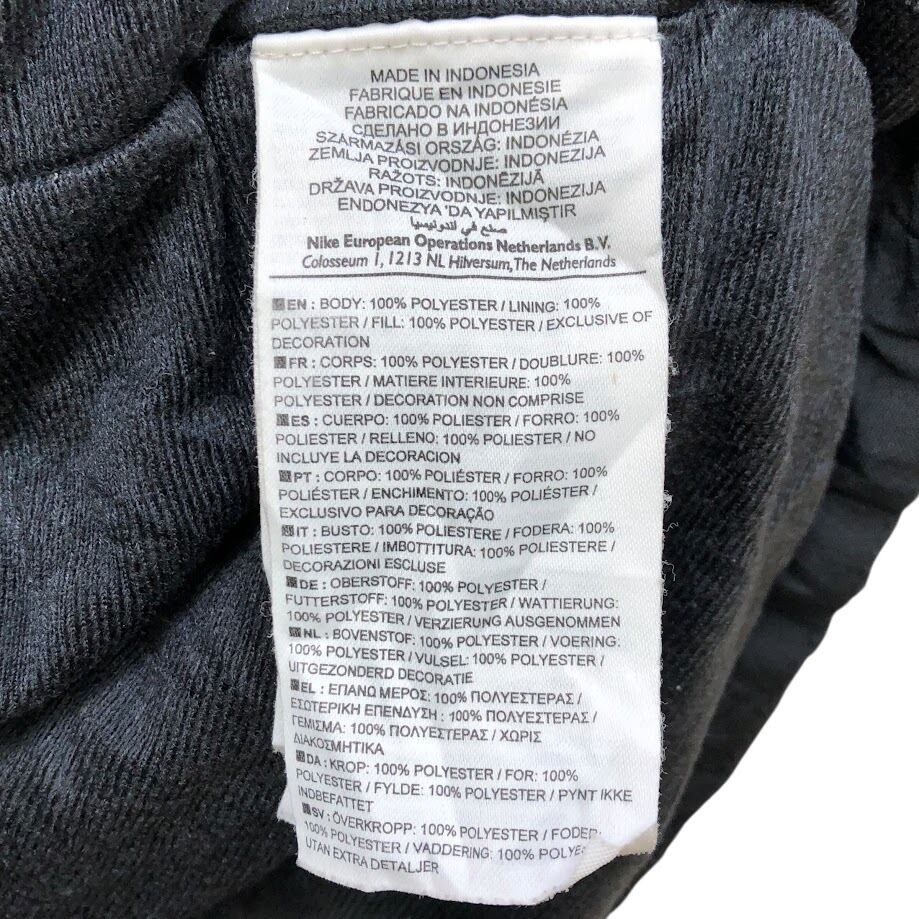 MADE IN INDONESIA
FABRIQUE EN INDONESIE
FABRICADO NA INDONÉSIA
СДЕЛАНО В ИНДОНЕЗИИ
SZÁRMAZÁSI ORSZÁG: INDONÉZIA
ZEMLJA PROIZVODNJE: INDONEZIJA
RAŽOTS: INDONĒZIJĀ
DRŽAVA PROIZVODNJE: INDONEZIJA
ENDONEZYA 'DA YAPILMIŞTIR
صنع في اندونيسيا
Nike European Operations Netherlands B.V.
Colosseum 1, 1213 NL Hilversum, The Netherlands
EN : BODY: 100% POLYESTER / LINING: 100%
POLYESTER / FILL: 100% POLYESTER / EXCLUSIVE OF
DECORATION
FR : CORPS: 100% POLYESTER / DOUBLURE: 100%
POLYESTER / MATIERE INTERIEURE: 100%
POLYESTER / DECORATION NON COMPRISE
ES : CUERPO: 100% POLIESTER / FORRO: 100%
POLIESTER / RELLENO: 100% POLIESTER / NO
INCLUYE LA DECORACION
PT : CORPO: 100% POLIÉSTER / FORRO: 100%
POLIÉSTER / ENCHIMENTO: 100% POLIÉSTER /
EXCLUSIVO PARA DECORAÇÃO
IT : BUSTO: 100% POLIESTERE / FODERA: 100%
POLIESTERE / IMBOTTITURA: 100% POLIESTERE /
DECORAZIONI ESCLUSE
DE : OBERSTOFF: 100% POLYESTER /
FUTTERSTOFF: 100% POLYESTER / WATTIERUNG:
100% POLYESTER / VERZIERUNG AUSGENOMMEN
NL : BOVENSTOF: 100% POLYESTER / VOERING:
100% POLYESTER / VULSEL: 100% POLYESTER /
UITGEZONDERD DECORATIE
EL : ΕΠΑΝΩ ΜΕΡΟΣ: 100% ΠΟΛΥΕΣΤΕΡΑΣ /
ΕΣΩΤΕΡΙΚΗ ΕΠΕΝΔΥΣΗ : 100% ΠΟΛΥΕΣΤΕΡΑΣ /
ΓΕΜΙΣΜΑ: 100% ΠΟΛΥΕΣΤΕΡΑΣ / ΧΩΡΙΣ
ΔΙΑΚΟΣΜΗΤΙΚΑ
DA : KROP: 100% POLYESTER / FOR: 100%
POLYESTER / FYLDE: 100% POLYESTER / PYNT IKKE
INDBEFATTET
SV : ÖVERKROPP: 100% POLYESTER / FODER:
100% POLYESTER / VADDERING: 100% POLYE
UTAN EXTRA DETALJER